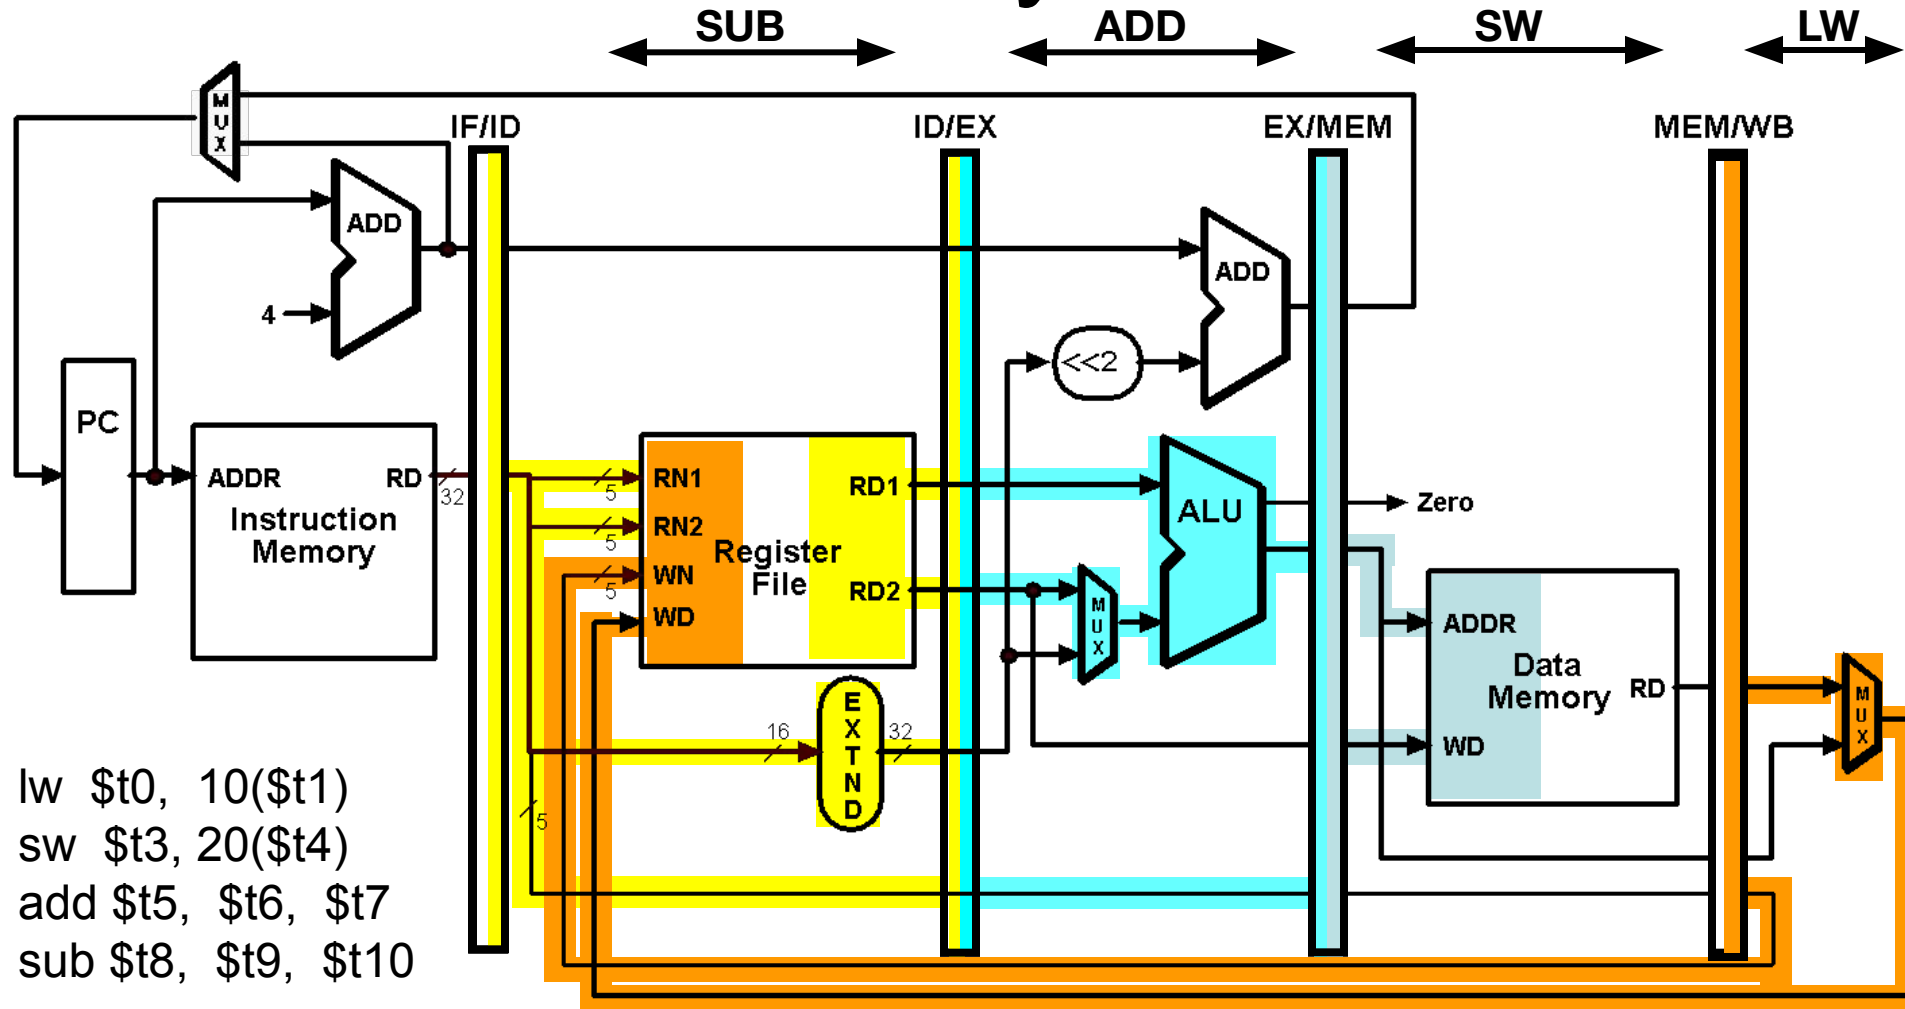 SUB ADD SW LW
MUX
IF/ID ID/EX EX/MEM MEM/WB
ADD
ADD
4
<<2
PC
ADDR RD
32
Instruction
Memory
RN1
5
RN2
5
WN
5
WD
Register
File
RD1
RD2
ALU
Zero
MUX
ADDR
Data
Memory
RD
WD
MUX
16
EXTND
32
5
lw $t0, 10($t1)
sw $t3, 20($t4)
add $t5, $t6, $t7
sub $t8, $t9, $t10